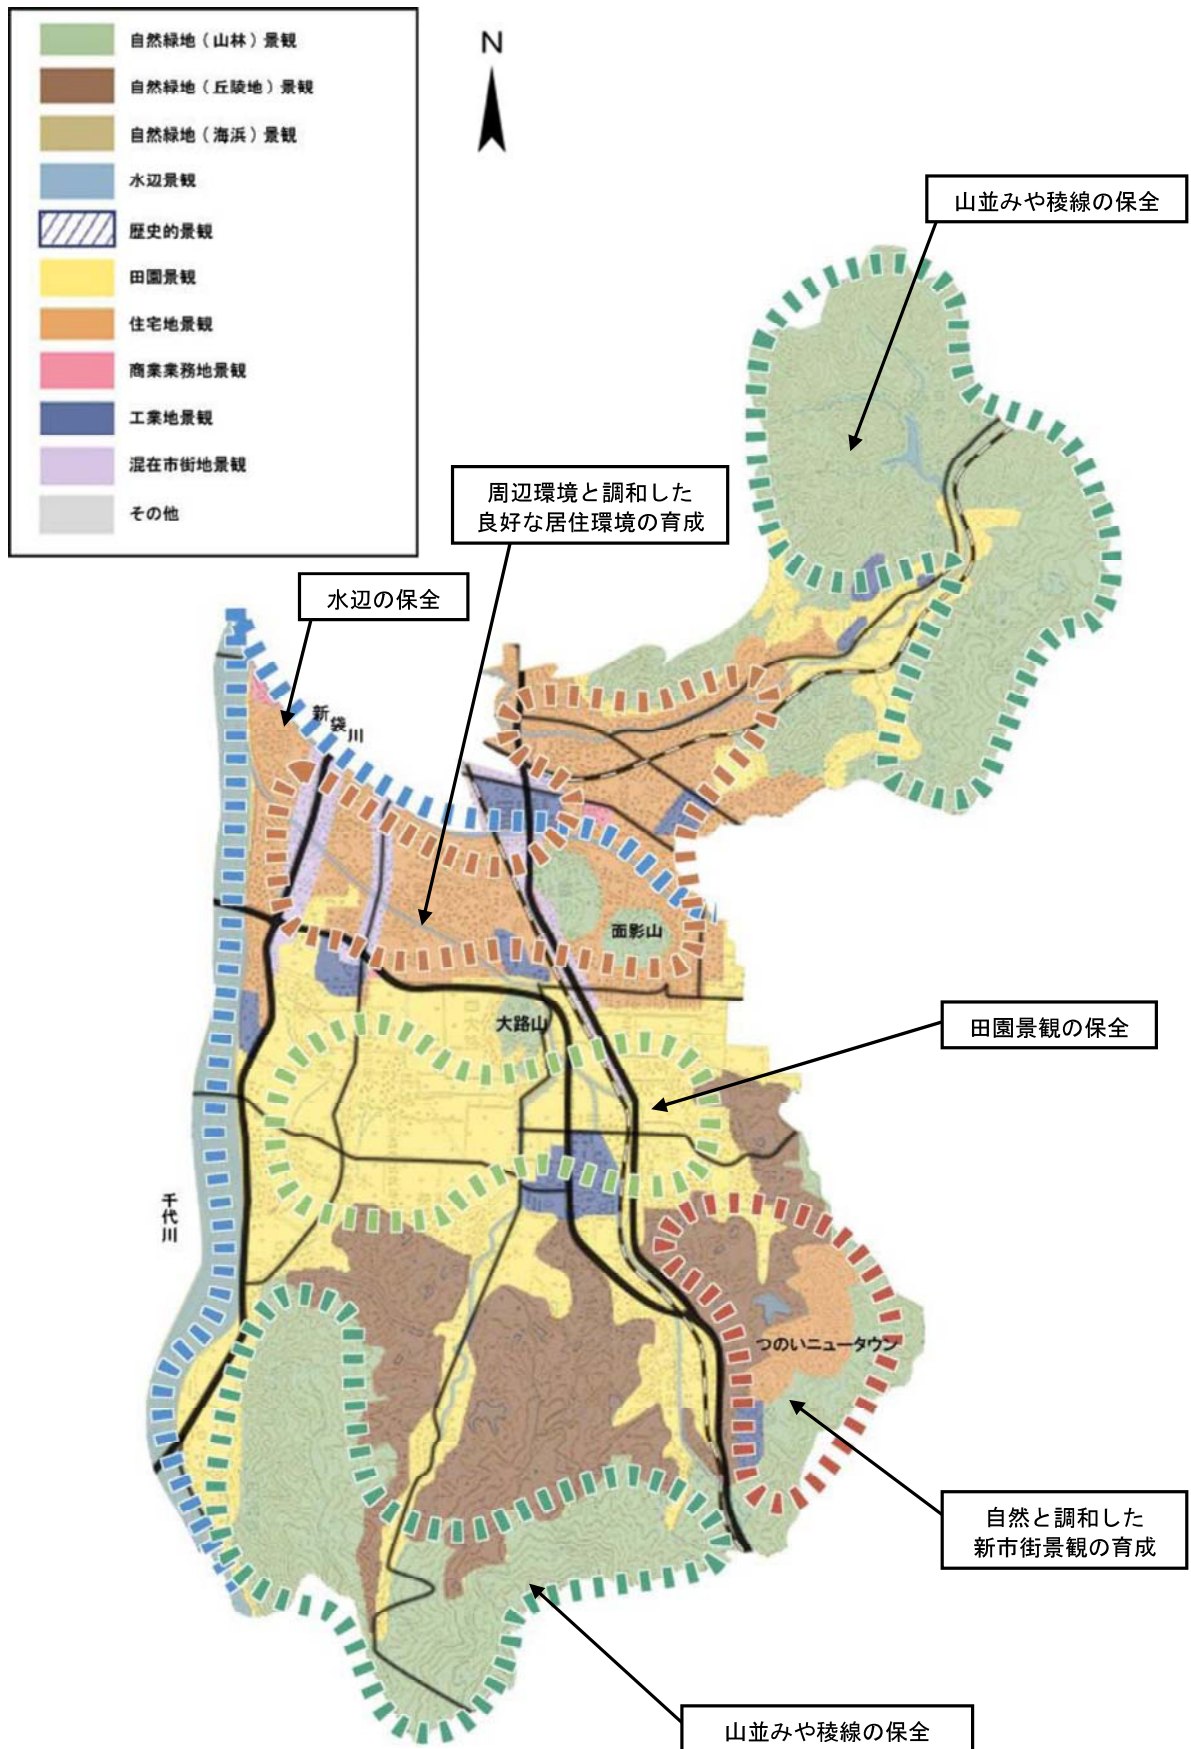 自然緑地（山林）景観
自然緑地（丘陵地）景観
自然緑地（海浜）景観
水辺景観
歴史的景観
田園景観
住宅地景観
商業業務地景観
工業地景観
混在市街地景観
その他
N
山並みや稜線の保全
周辺環境と調和した
良好な居住環境の育成
水辺の保全
新袋川
面影山
大路山
田園景観の保全
千代川
つのいニュータウン
自然と調和した
新市街景観の育成
山並みや稜線の保全